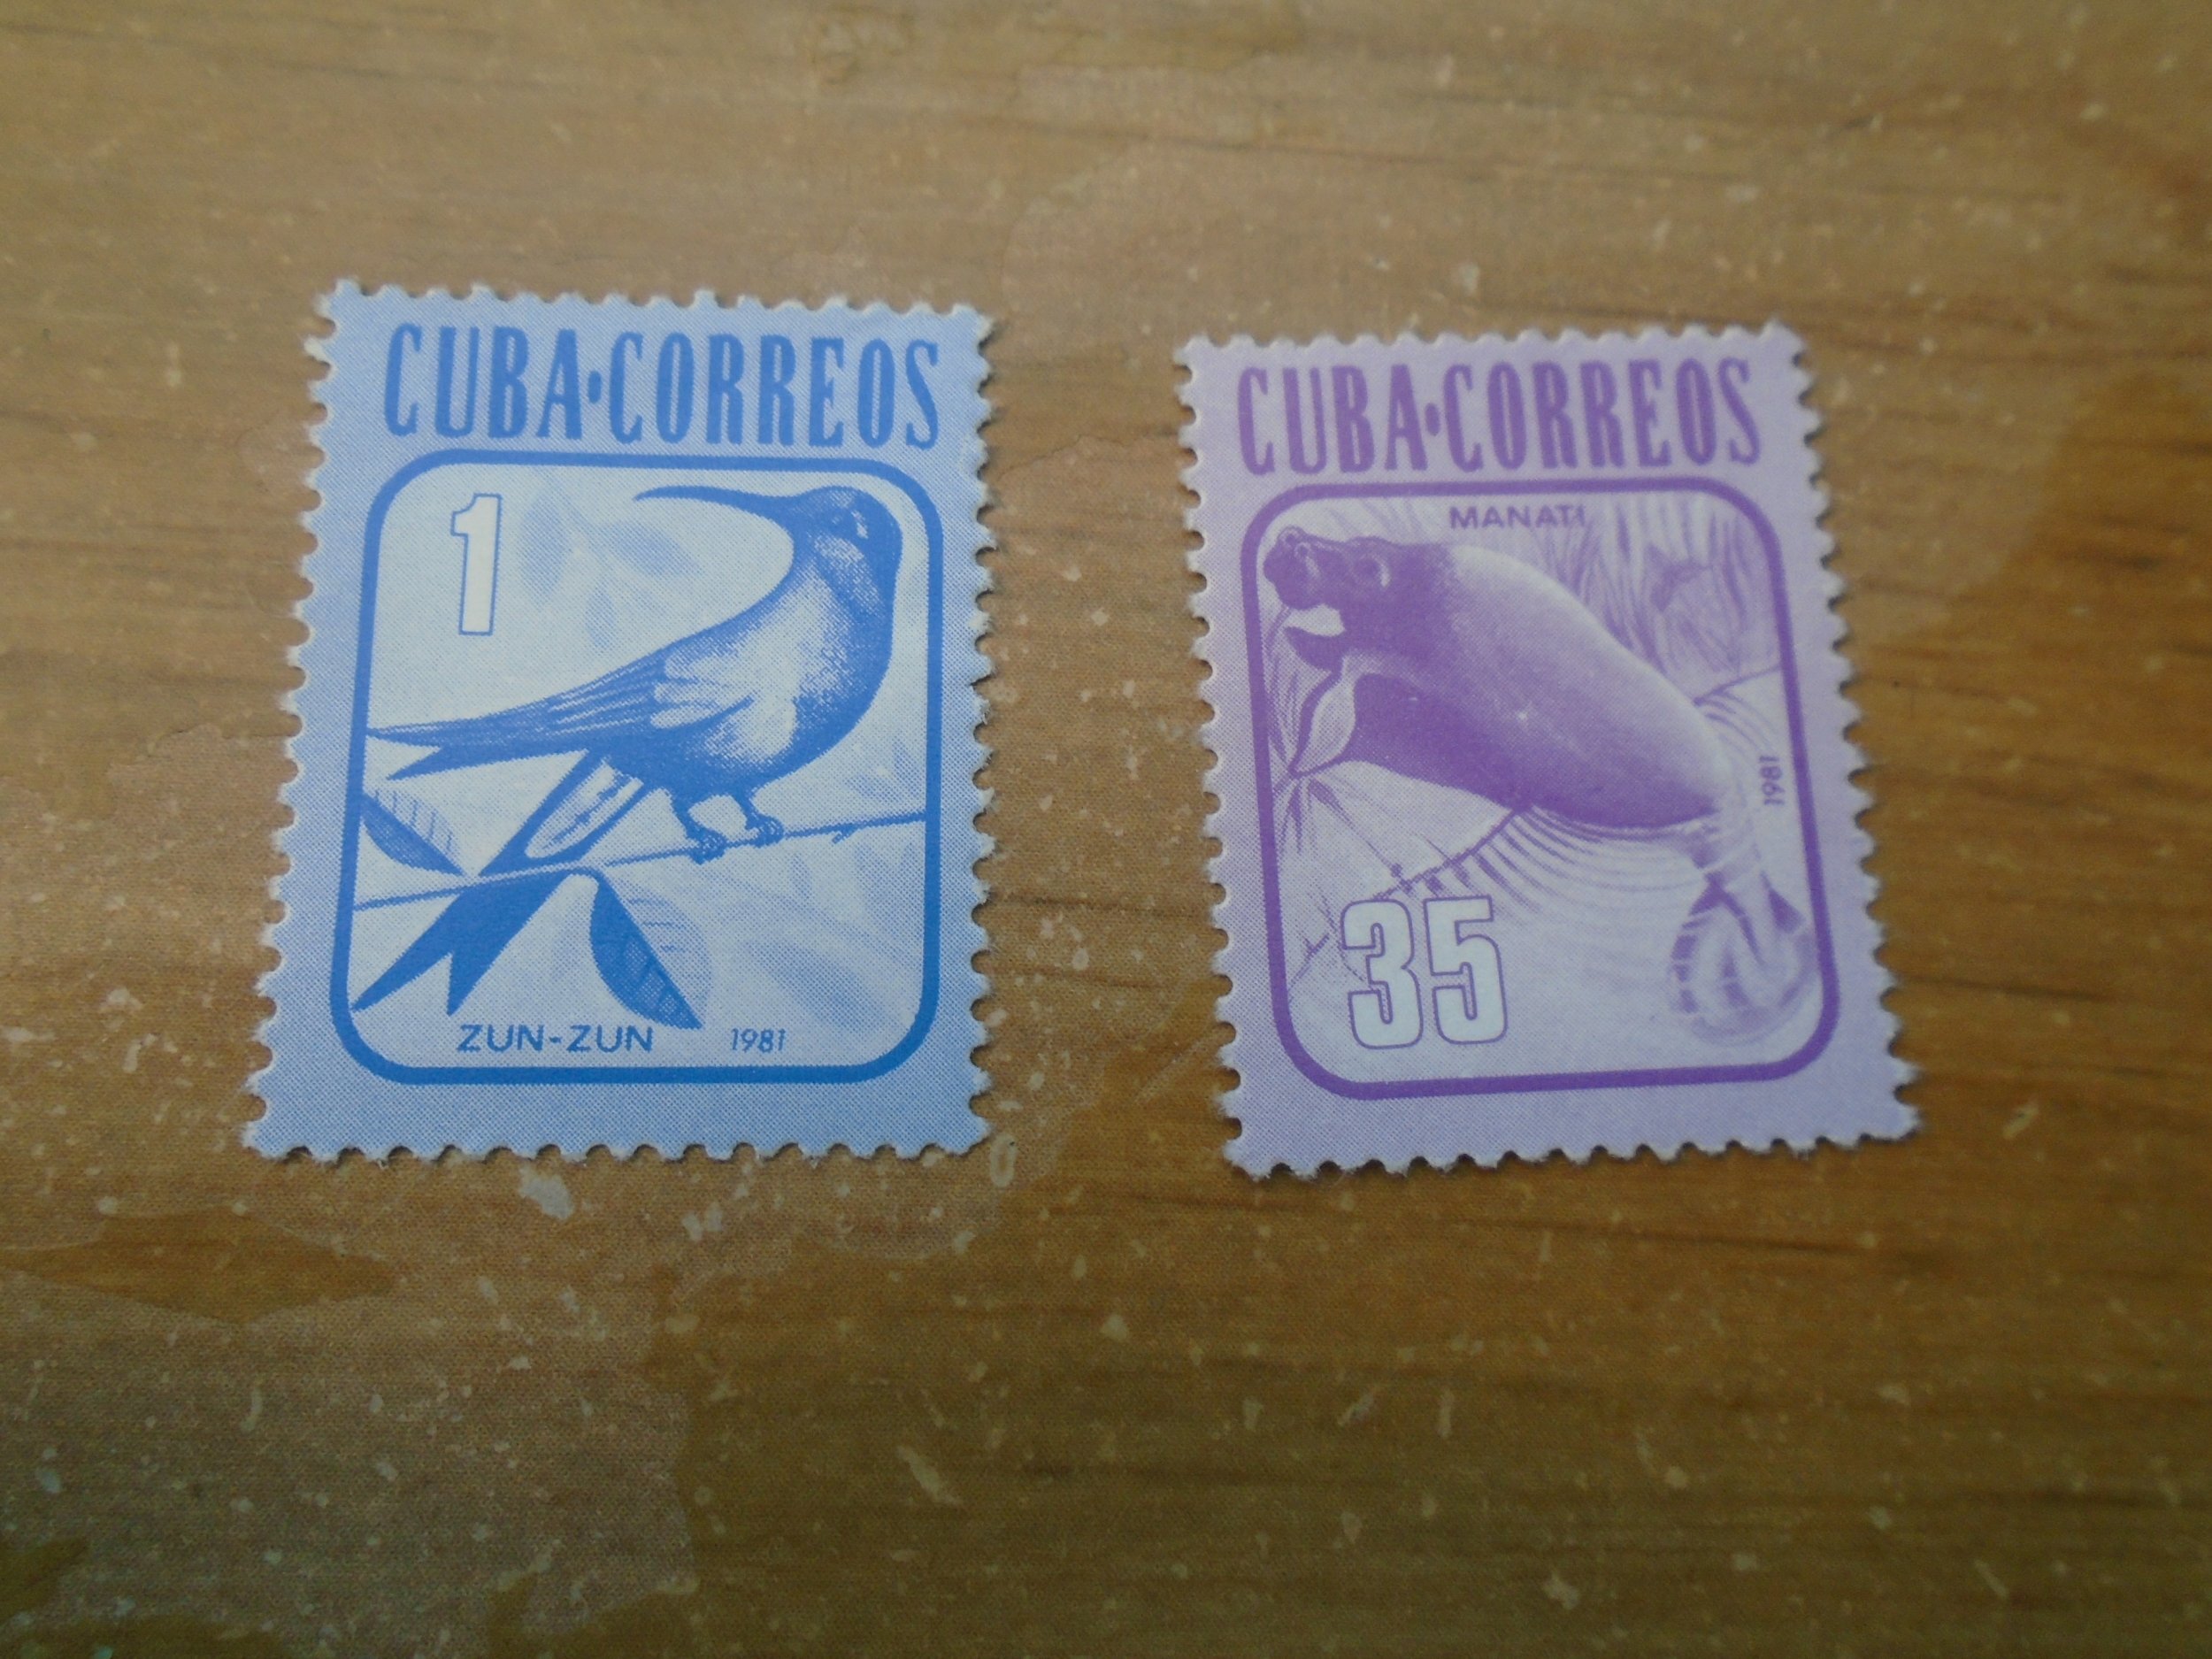 CUBA·CORREOS
1
ZUN-ZUN 1981
CUBA·CORREOS
MANATI
1981
35